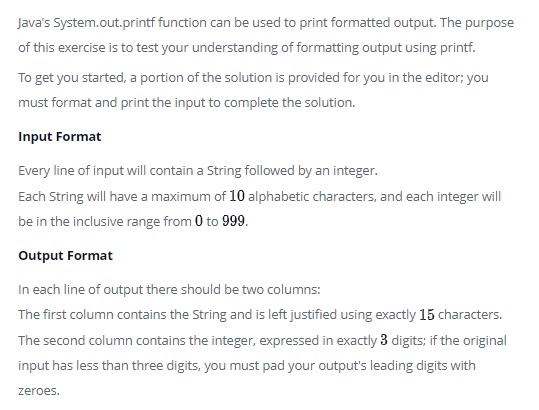 Java's System.out.printf function can be used to print formatted output. The purpose
of this exercise is to test your understanding of formatting output using printf.
To get you started, a portion of the solution is provided for you in the editor; you
must format and print the input to complete the solution.
Input Format
Every line of input will contain a String followed by an integer.
Each String will have a maximum of 10 alphabetic characters, and each integer will
be in the inclusive range from 0 to 999.
Output Format
In each line of output there should be two columns:
The first column contains the String and is left justified using exactly 15 characters.
The second column contains the integer, expressed in exactly 3 digits; if the original
input has less than three digits, you must pad your output's leading digits with
zeroes.